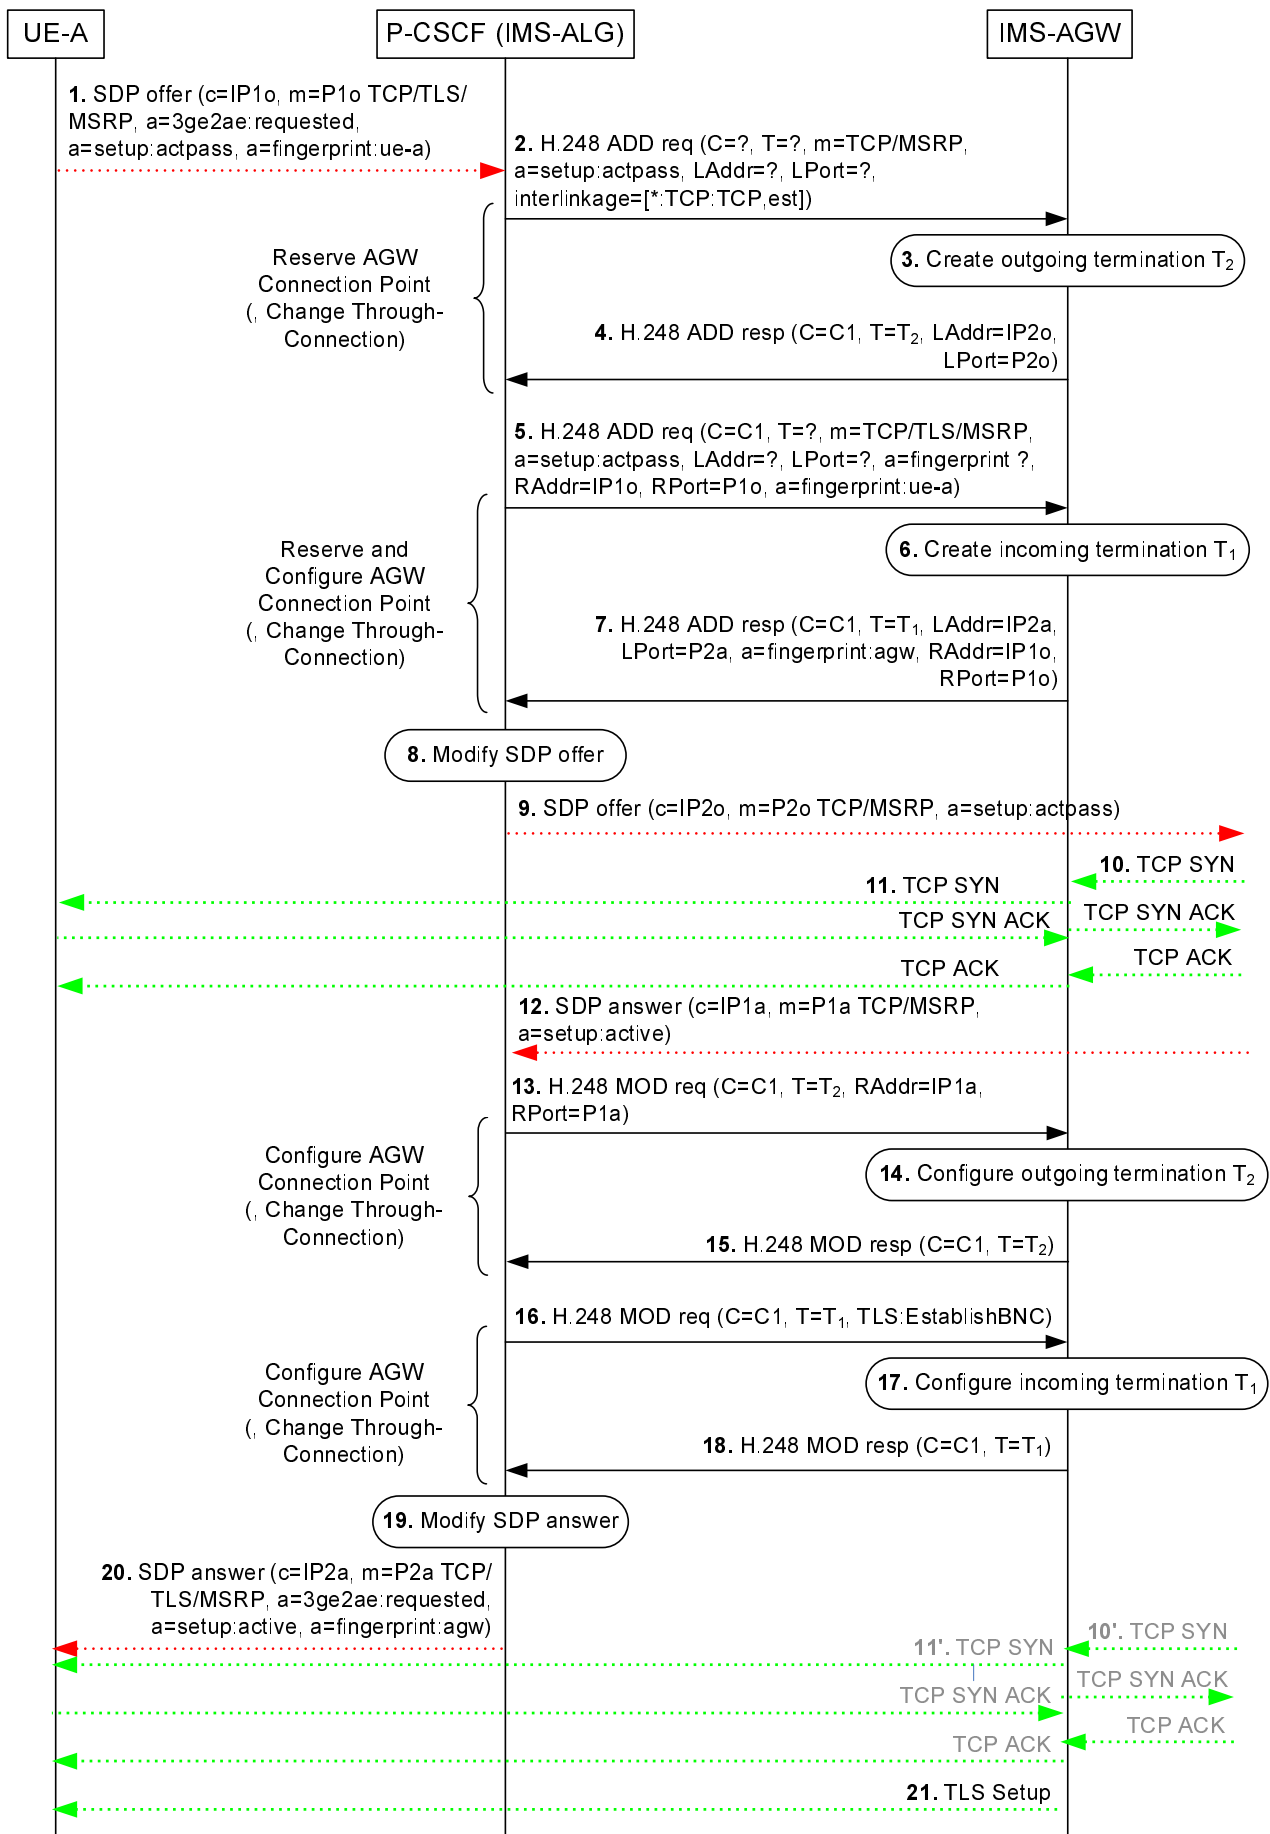 UE-A
P-CSCF (IMS-ALG)
IMS-AGW
1. SDP offer (c=IP1o, m=P1o TCP/TLS/
MSRP, a=3ge2ae:requested,
a=setup:actpass, a=fingerprint:ue-a)
2. H.248 ADD req (C=?, T=?, m=TCP/MSRP,
a=setup:actpass, LAddr=?, LPort=?,
interlinkage=[*:TCP:TCP,est])
Reserve AGW
Connection Point
(, Change Through-
Connection)
3. Create outgoing termination T2
4. H.248 ADD resp (C=C1, T=T2, LAddr=IP2o,
LPort=P2o)
5. H.248 ADD req (C=C1, T=?, m=TCP/TLS/MSRP,
a=setup:actpass, LAddr=?, LPort=?, a=fingerprint ?,
RAddr=IP1o, RPort=P1o, a=fingerprint:ue-a)
Reserve and
Configure AGW
Connection Point
(, Change Through-
Connection)
6. Create incoming termination T1
7. H.248 ADD resp (C=C1, T=T1, LAddr=IP2a,
LPort=P2a, a=fingerprint:agw, RAddr=IP1o,
RPort=P1o)
8. Modify SDP offer
9. SDP offer (c=IP2o, m=P2o TCP/MSRP, a=setup:actpass)
10. TCP SYN
11. TCP SYN
TCP SYN ACK
TCP SYN ACK
TCP ACK
TCP ACK
12. SDP answer (c=IP1a, m=P1a TCP/MSRP,
a=setup:active)
13. H.248 MOD req (C=C1, T=T2, RAddr=IP1a,
RPort=P1a)
Configure AGW
Connection Point
(, Change Through-
Connection)
14. Configure outgoing termination T2
15. H.248 MOD resp (C=C1, T=T2)
16. H.248 MOD req (C=C1, T=T1, TLS:EstablishBNC)
Configure AGW
Connection Point
(, Change Through-
Connection)
17. Configure incoming termination T1
18. H.248 MOD resp (C=C1, T=T1)
19. Modify SDP answer
20. SDP answer (c=IP2a, m=P2a TCP/
TLS/MSRP, a=3ge2ae:requested,
a=setup:active, a=fingerprint:agw)
10'. TCP SYN
11'. TCP SYN
TCP SYN ACK
TCP SYN ACK
TCP ACK
TCP ACK
21. TLS Setup